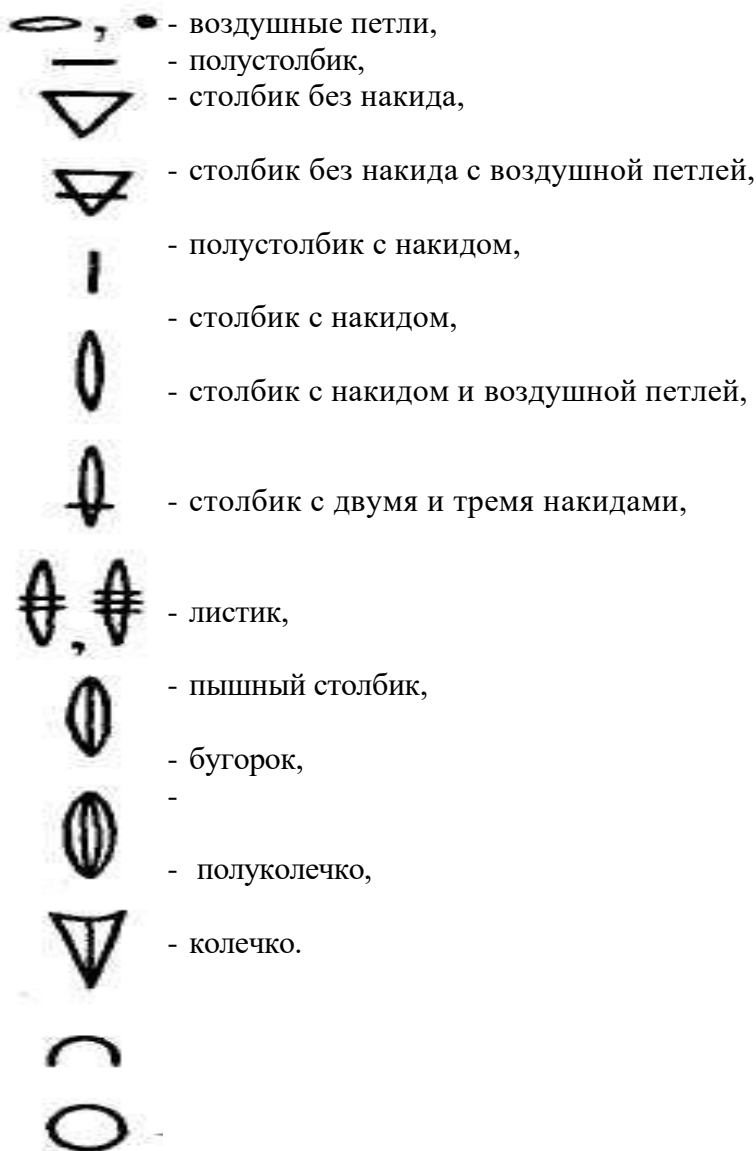 - воздушные петли,
- полустолбик,
- столбик без накида,
- столбик без накида с воздушной петлей,
- полустолбик с накидом,
- столбик с накидом,
- столбик с накидом и воздушной петлей,
- столбик с двумя и тремя накидами,
- листик,
- пышный столбик,
- бугорок,
-
- полуколечко,
- колечко.